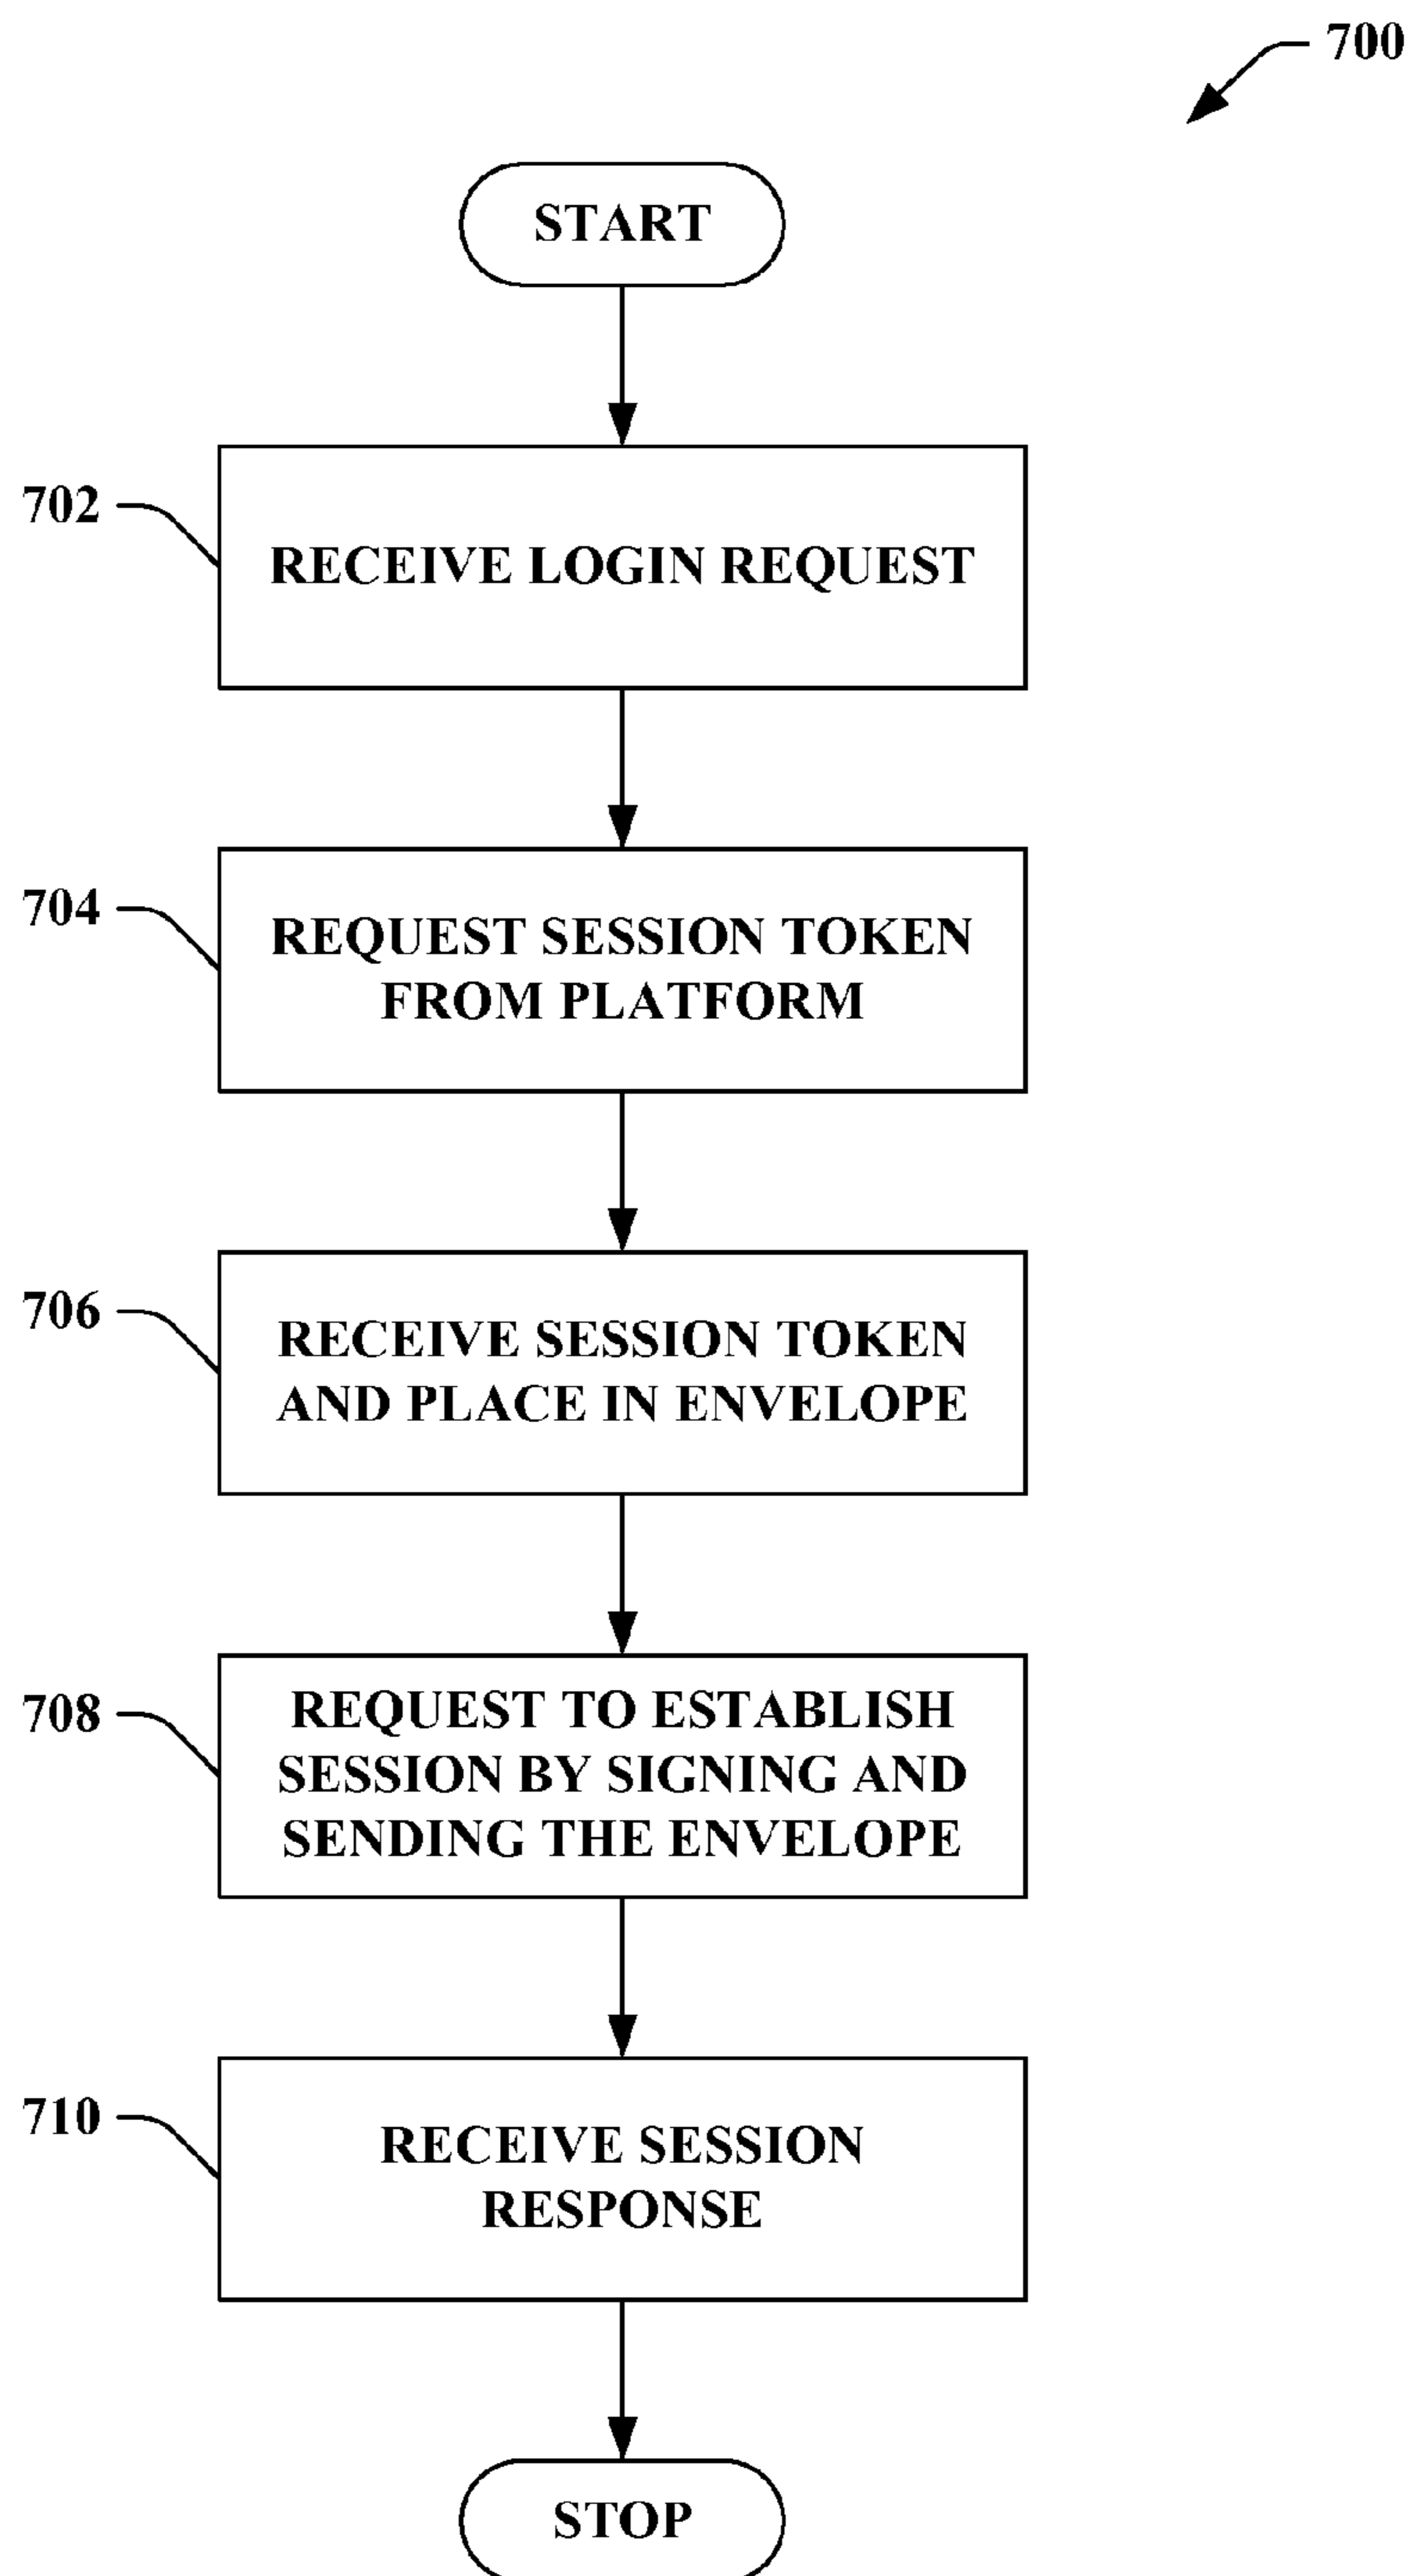 700
START
702
RECEIVE LOGIN REQUEST
704
REQUEST SESSION TOKEN
FROM PLATFORM
706
RECEIVE SESSION TOKEN
AND PLACE IN ENVELOPE
708
REQUEST TO ESTABLISH
SESSION BY SIGNING AND
SENDING THE ENVELOPE
710
RECEIVE SESSION
RESPONSE
STOP